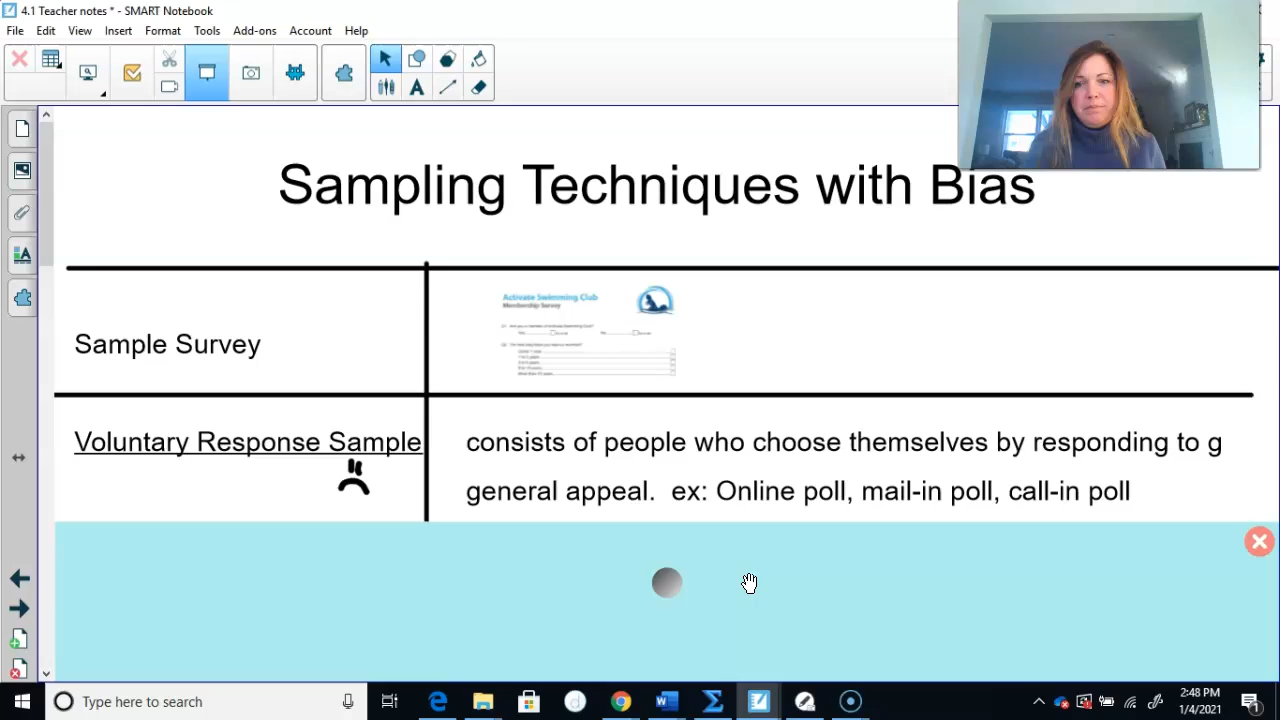 4.1 Teacher notes * - SMART Notebook
File Edit View Insert Format Tools Add-ons Account Help
Sampling Techniques with Bias
Activate Swimming Club
Membership Survey
Sample Survey
Voluntary Response Sample
consists of people who choose themselves by responding to g
general appeal. ex: Online poll, mail-in poll, call-in poll
Type here to search
2:48 PM
1/4/2021